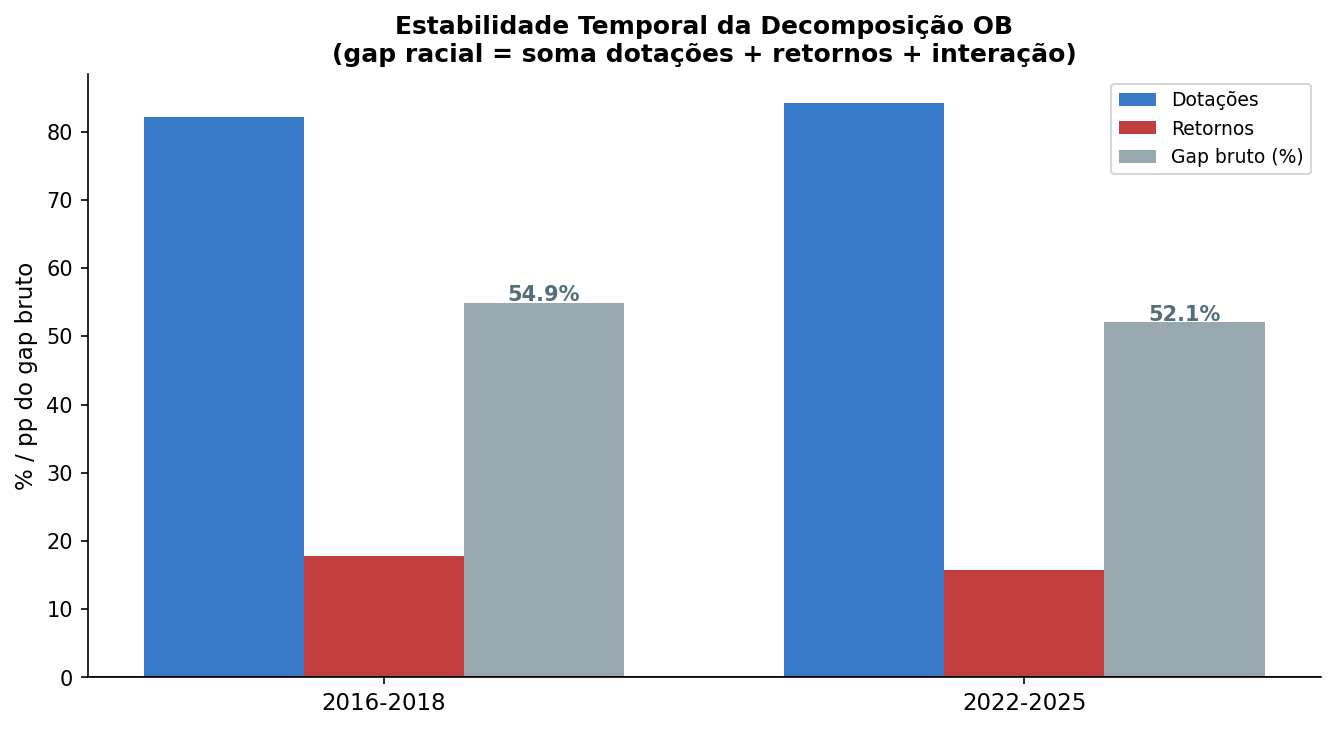 Estabilidade Temporal da Decomposição OB
(gap racial = soma dotações + retornos + interação)
Dotações
Retornos
Gap bruto (%)
% / pp do gap bruto
80
70
60
50
40
30
20
10
0
54.9%
52.1%
2016-2018
2022-2025